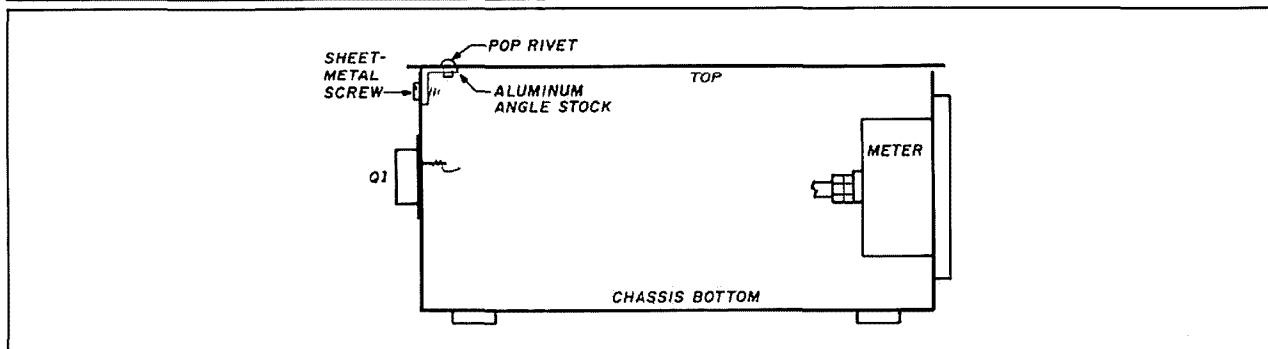 POP RIVET
SHEET-
METAL
SCREW
TOP
ALUMINUM
ANGLE STOCK
METER
Q1
CHASSIS BOTTOM